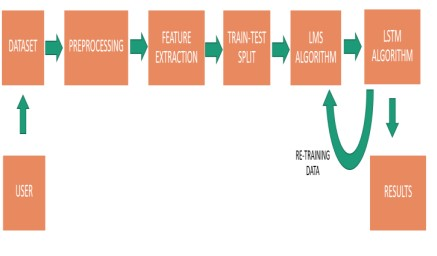 DATASET
PREPROCESSING
FEATURE
EXTRACTION
TRAIN-TEST
SPLIT
LMS
ALGORITHM
LSTM
ALGORITHM
RE-TRAINING
DATA
USER
RESULTS